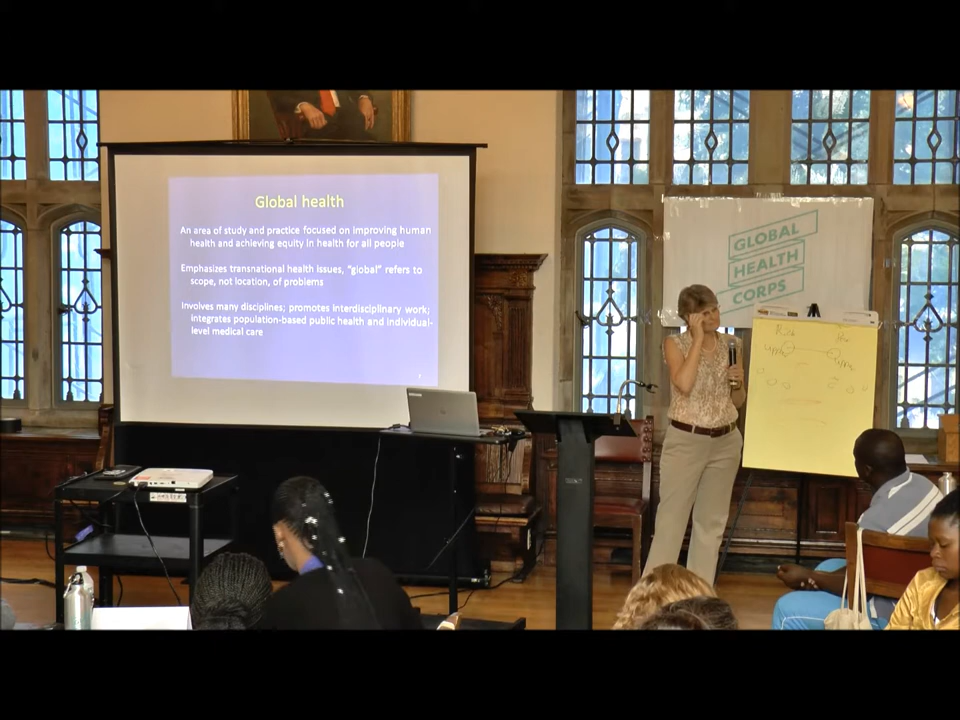 Global health
An area of study and practice focused on improving human
health and achieving equity in health for all people
Emphasizes transnational health issues, "global" refers to
scope, not location, of problems
Involves many disciplines; promotes interdisciplinary work;
integrates population-based public health and individual-
level medical care
GLOBAL
HEALTH
CORPS